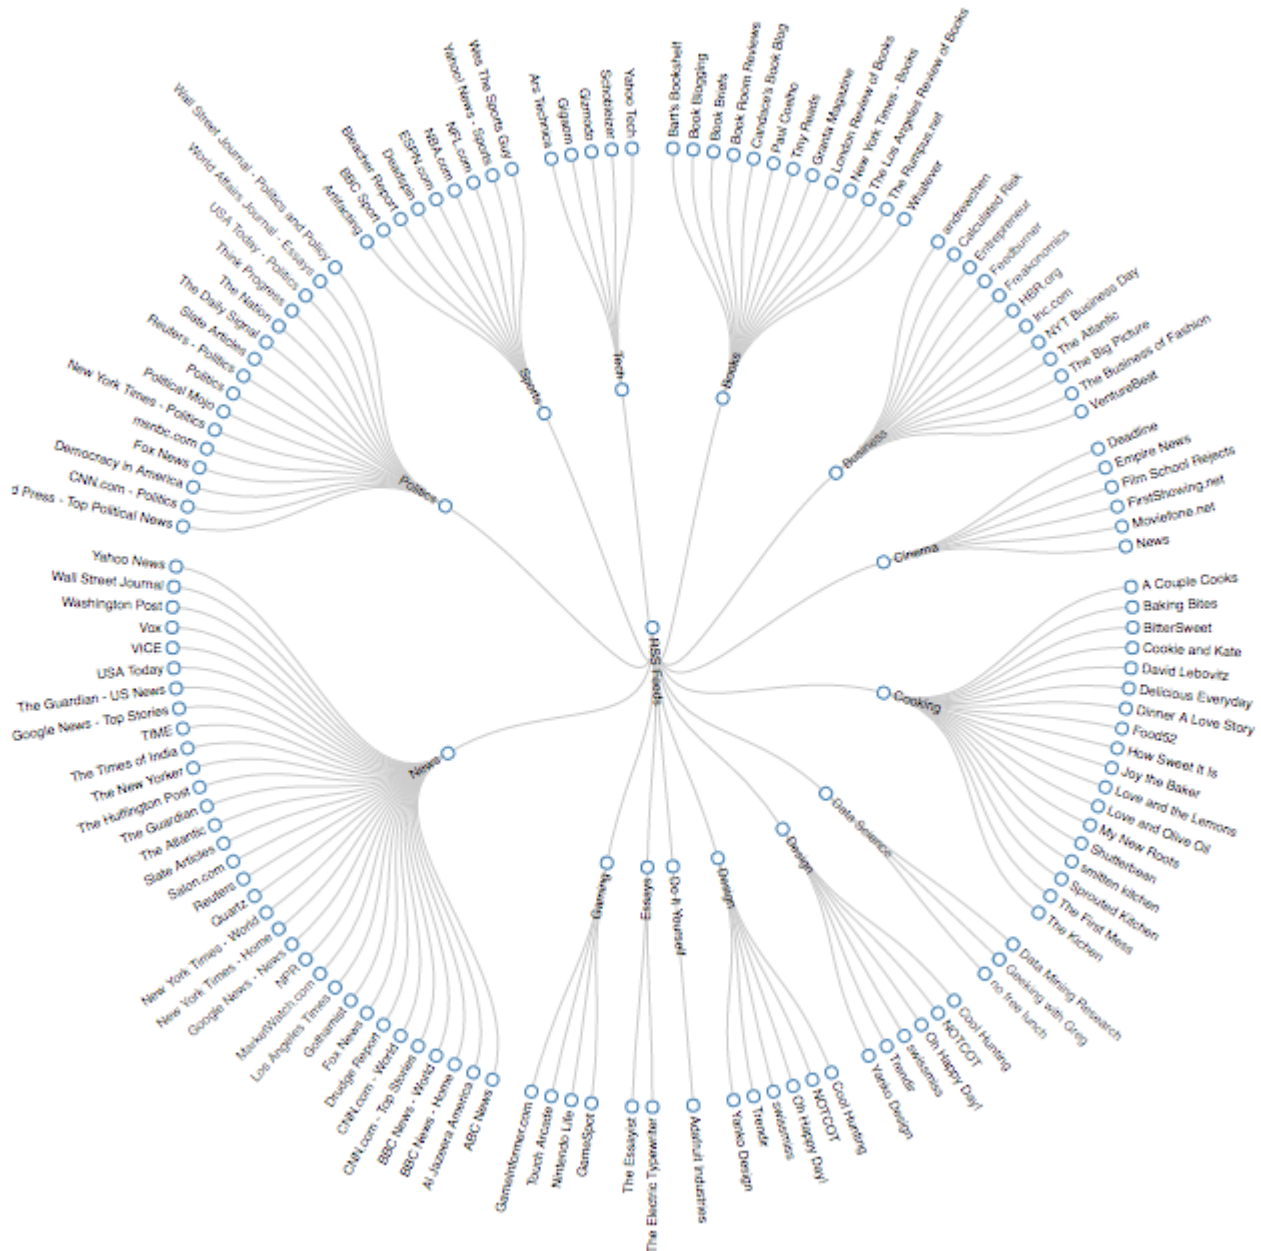 RSS Feeds
Tech
Ars Technica
Gigaom
Gizmodo
Schobleizer
Yahoo Tech
Books
Bart's Bookshelf
Book Blogging
Book Briefs
Book Room Reviews
Candace's Book Blog
Paul Coelho
Tiny Reads
Granta Magazine
London Review of Books
New York Times - Books
The Los Angeles Review of Books
The Rumpus.net
Whatever
Business
andrewchen
Calculated Risk
Entrepreneur
Feedburner
Freakonomics
HBR.org
Inc.com
NYT Business Day
The Atlantic
The Big Picture
The Business of Fashion
VentureBeat
Cinema
Deadline
Empire News
Film School Rejects
FirstShowing.net
Moviefone.net
News
Cooking
A Couple Cooks
Baking Bites
BitterSweet
Cookie and Kate
David Lebovitz
Delicious Everyday
Dinner A Love Story
Food52
How Sweet It Is
Joy the Baker
Love and the Lemons
Love and Olive Oil
My New Roots
Shutterbean
smitten kitchen
Sprouted Kitchen
The First Mess
The Kichen
Data Science
Data Mining Research
Geeking with Greg
no free lunch
Design
Cool Hunting
NOTCOT
Oh Happy Day!
swissmiss
Trendir
Yanko Design
Design
Cool Hunting
NOTCOT
Oh Happy Day!
swissmiss
Trendir
Yanko Design
Do-It-Yourself
Adafruit Industries
Essays
The Electric Typewriter
The Essayist
Gaming
GameSpot
Nintendo Life
Touch Arcade
GameInformer.com
News
ABC News
Al Jazeera America
BBC News - Home
BBC News - World
CNN.com - Top Stories
CNN.com - World
Drudge Report
Fox News
Gothamist
Los Angeles Times
MarketWatch.com
NPR
Google News - News
New York Times - Home
New York Times - World
Quartz
Reuters
Salon.com
Slate Articles
The Atlantic
The Guardian
The Huffington Post
The New Yorker
The Times of India
TIME
Google News - Top Stories
The Guardian - US News
USA Today
VICE
Vox
Washington Post
Wall Street Journal
Yahoo News
Politics
d Press - Top Political News
CNN.com - Politics
Democracy in America
Fox News
msnbc.com
New York Times - Politics
Political Mojo
Politics
Reuters - Politics
Slate Articles
The Daily Signal
The Nation
Think Progress
USA Today - Politics
World Affairs Journal - Essays
Wall Street Journal - Politics and Policy
Sports
Artifacting
BBC Sport
Bleacher Report
Deadspin
ESPN.com
NBA.com
NFL.com
Yahoo! News - Sports
Wes The Sports Guy